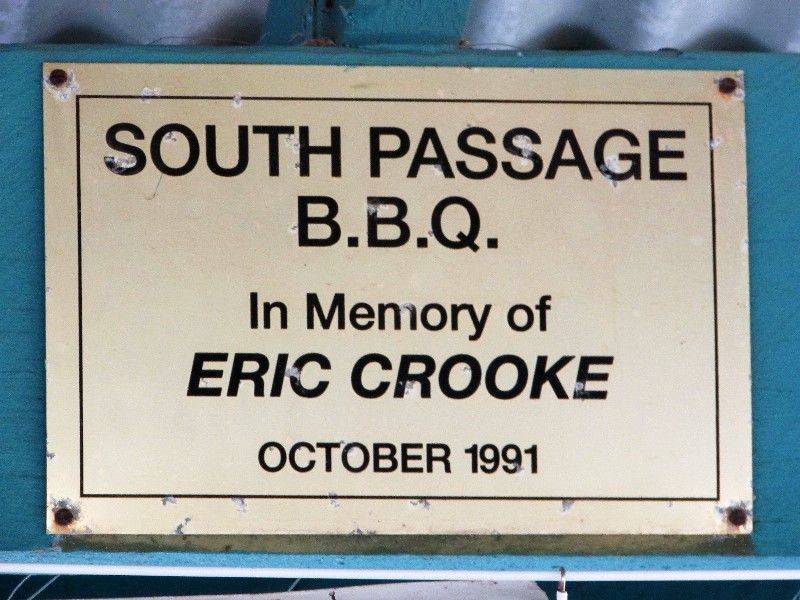 SOUTH PASSAGE
B.B.Q.
In Memory of
ERIC CROOKE
OCTOBER 1991